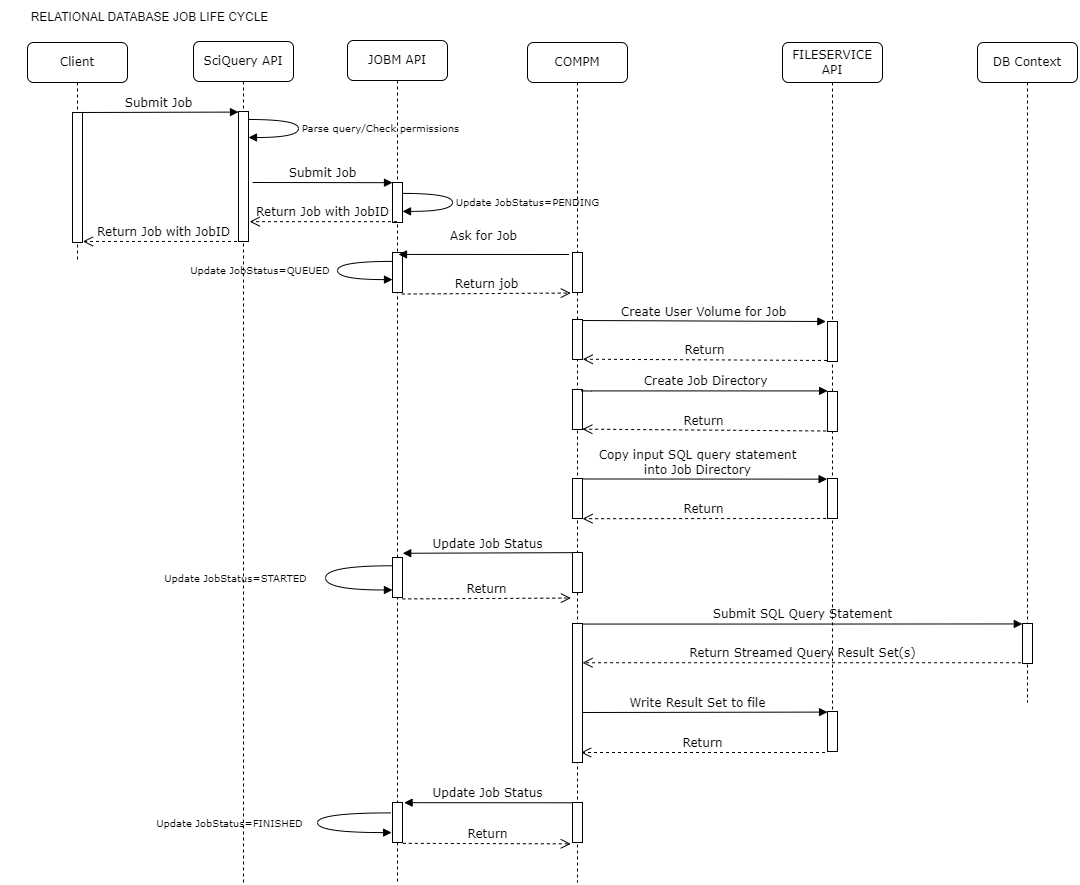 RELATIONAL DATABASE JOB LIFE CYCLE
Client
SciQuery API
JOBM API
COMPM
FILESERVICE
API
DB Context
Submit Job
Parse query/Check permissions
Submit Job
Update JobStatus=PENDING
Return Job with JobID
Return Job with JobID
Ask for Job
Update JobStatus=QUEUED
Return job
Create User Volume for Job
Return
Create Job Directory
Return
Copy input SQL query statement
into Job Directory
Return
Update Job Status
Update JobStatus=STARTED
Return
Submit SQL Query Statement
Return Streamed Query Result Set(s)
Write Result Set to file
Return
Update Job Status
Update JobStatus=FINISHED
Return